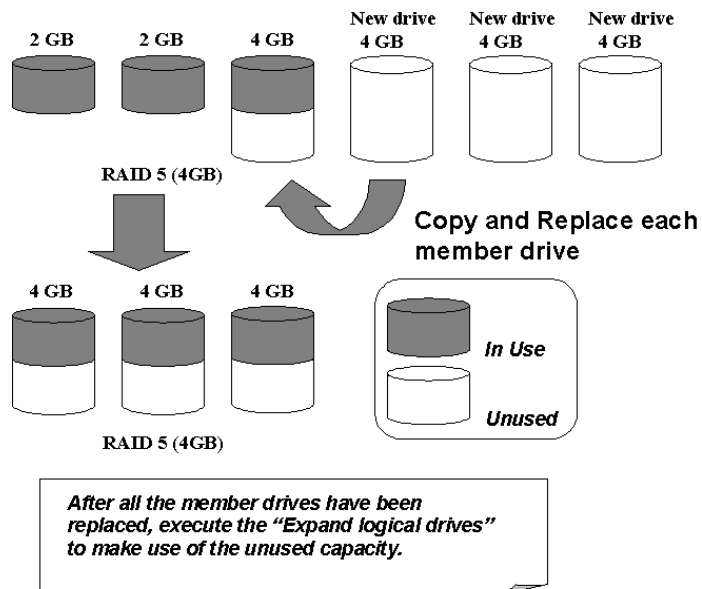 New drive New drive New drive
2 GB 2 GB 4 GB 4 GB 4 GB 4 GB
RAID 5 (4GB)
Copy and Replace each
member drive
4 GB 4 GB 4 GB
In Use
Unused
RAID 5 (4GB)
After all the member drives have been
replaced, execute the “Expand logical drives”
to make use of the unused capacity.